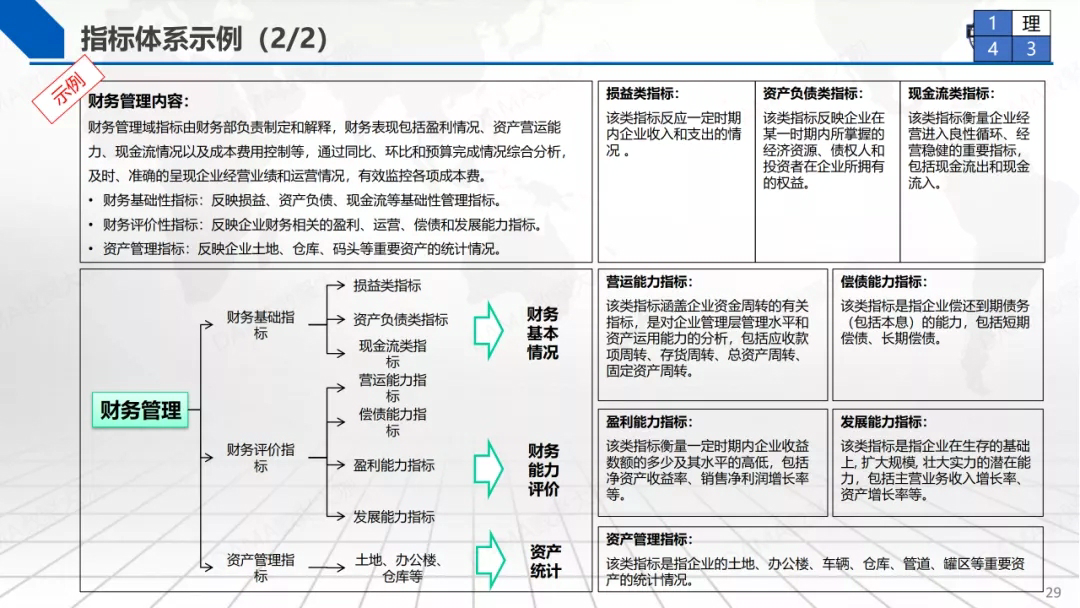 指标体系示例（2/2）
1 理
4 3
示例
财务管理内容：
财务管理域指标由财务部负责制定和解释，财务表现包括盈利情况、资产营运能
力、现金流情况以及成本费用控制等，通过同比、环比和预算完成情况综合分析，
及时、准确的呈现企业经营业绩和运营情况，有效监控各项成本费。
• 财务基础性指标：反映损益、资产负债、现金流等基础性管理指标。
• 财务评价性指标：反映企业财务相关的盈利、运营、偿债和发展能力指标。
• 资产管理指标：反映企业土地、仓库、码头等重要资产的统计情况。
损益类指标：
该类指标反应一定时期
内企业收入和支出的情
况 。
资产负债类指标：
该类指标反映企业在
某一时期内所掌握的
经济资源、债权人和
投资者在企业所拥有
的权益。
现金流类指标：
该类指标衡量企业经
营进入良性循环、经
营稳健的重要指标，
包括现金流出和现金
流入。
财务管理
财务基础指
标
损益类指标
资产负债类指标
现金流类指
标
财务
基本
情况
财务评价指
标
营运能力指
标
偿债能力指
标
盈利能力指标
发展能力指标
财务
能力
评价
资产管理指
标
土地、办公楼、
仓库等
资产
统计
营运能力指标：
该类指标涵盖企业资金周转的有关
指标，是对企业管理层管理水平和
资产运用能力的分析，包括应收款
项周转、存货周转、总资产周转、
固定资产周转。
偿债能力指标：
该类指标是指企业偿还到期债务
（包括本息）的能力，包括短期
偿债、长期偿债。
盈利能力指标：
该类指标衡量一定时期内企业收益
数额的多少及其水平的高低，包括
净资产收益率、销售净利润增长率
等。
发展能力指标：
该类指标是指企业在生存的基础
上, 扩大规模, 壮大实力的潜在能
力，包括主营业务收入增长率、
资产增长率等。
资产管理指标：
该类指标是指企业的土地、办公楼、车辆、仓库、管道、罐区等重要资
产的统计情况。
29